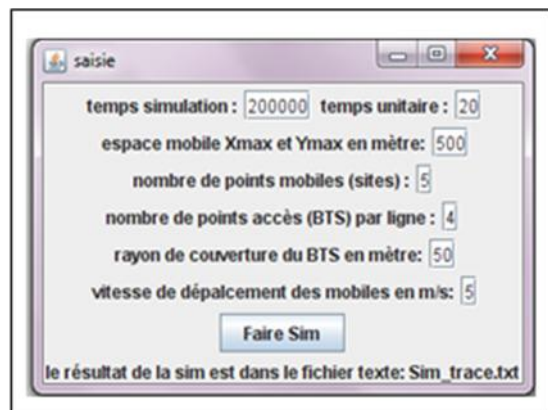 saisie
temps simulation : 200000 temps unitaire : 20
espace mobile Xmax et Ymax en mètre: 500
nombre de points mobiles (sites) : 5
nombre de points accès (BTS) par ligne : 4
rayon de couverture du BTS en mètre: 50
vitesse de dépalcement des mobiles en m/s: 5
Faire Sim
le résultat de la sim est dans le fichier texte: Sim_trace.txt